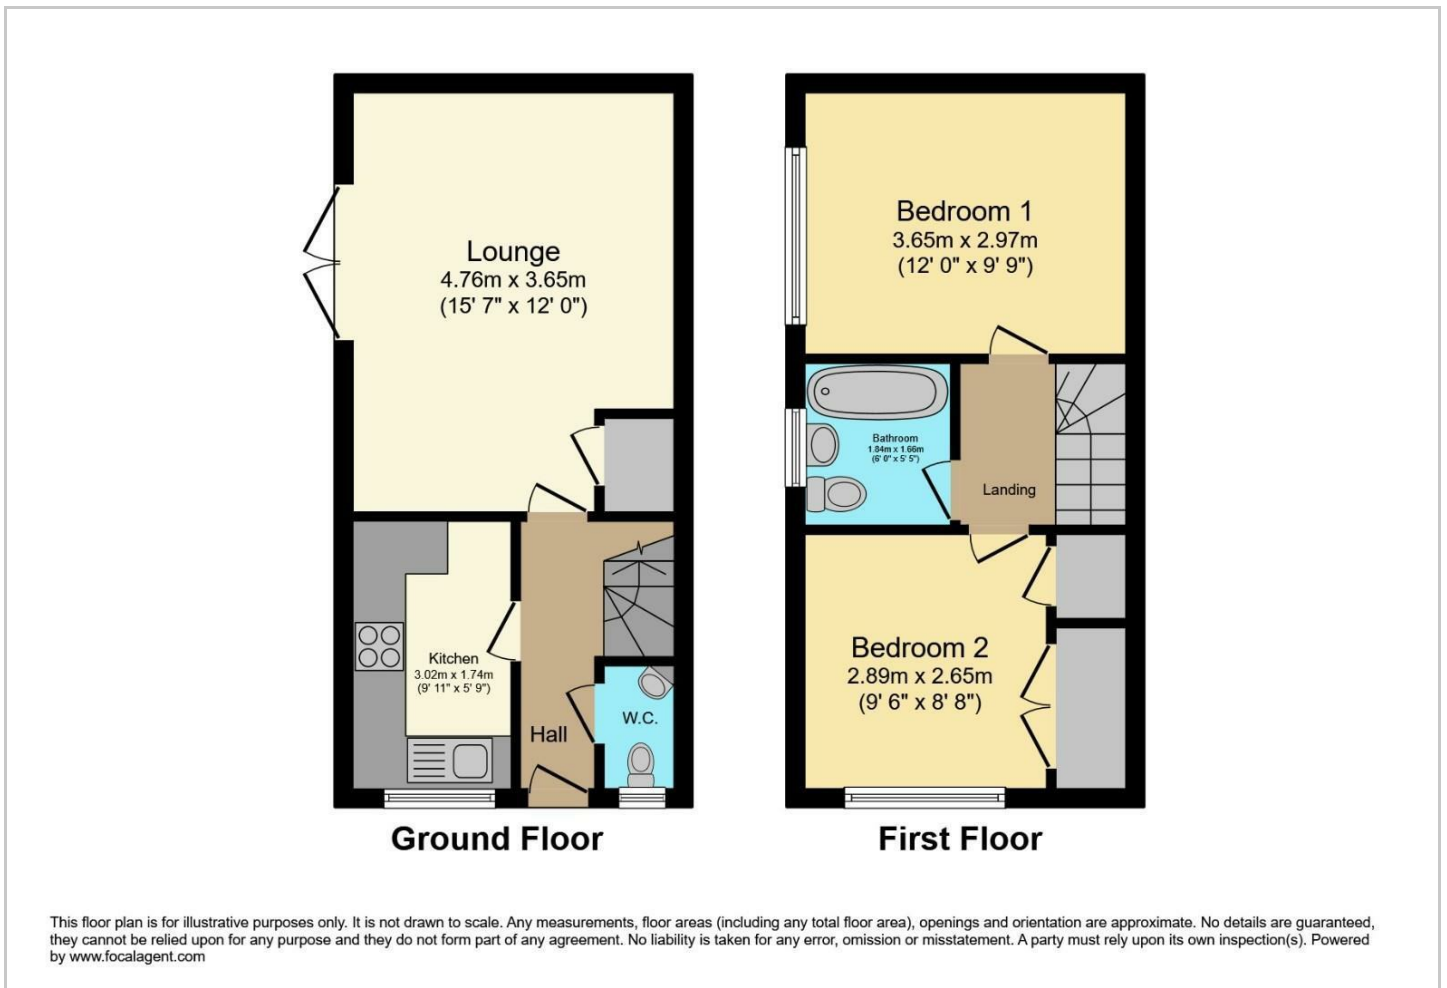 Lounge
4.76m x 3.65m
(15' 7" x 12' 0")
Kitchen
3.02m x 1.74m
(9' 11" x 5' 9")
Hall
W.C.
Ground Floor
Bedroom 1
3.65m x 2.97m
(12' 0" x 9' 9")
Bathroom
1.84m x 1.66m
(6' 0" x 5' 5")
Landing
Bedroom 2
2.89m x 2.65m
(9' 6" x 8' 8")
First Floor
This floor plan is for illustrative purposes only. It is not drawn to scale. Any measurements, floor areas (including any total floor area), openings and orientation are approximate. No details are guaranteed,
they cannot be relied upon for any purpose and they do not form part of any agreement. No liability is taken for any error, omission or misstatement. A party must rely upon its own inspection(s). Powered
by www.focalagent.com